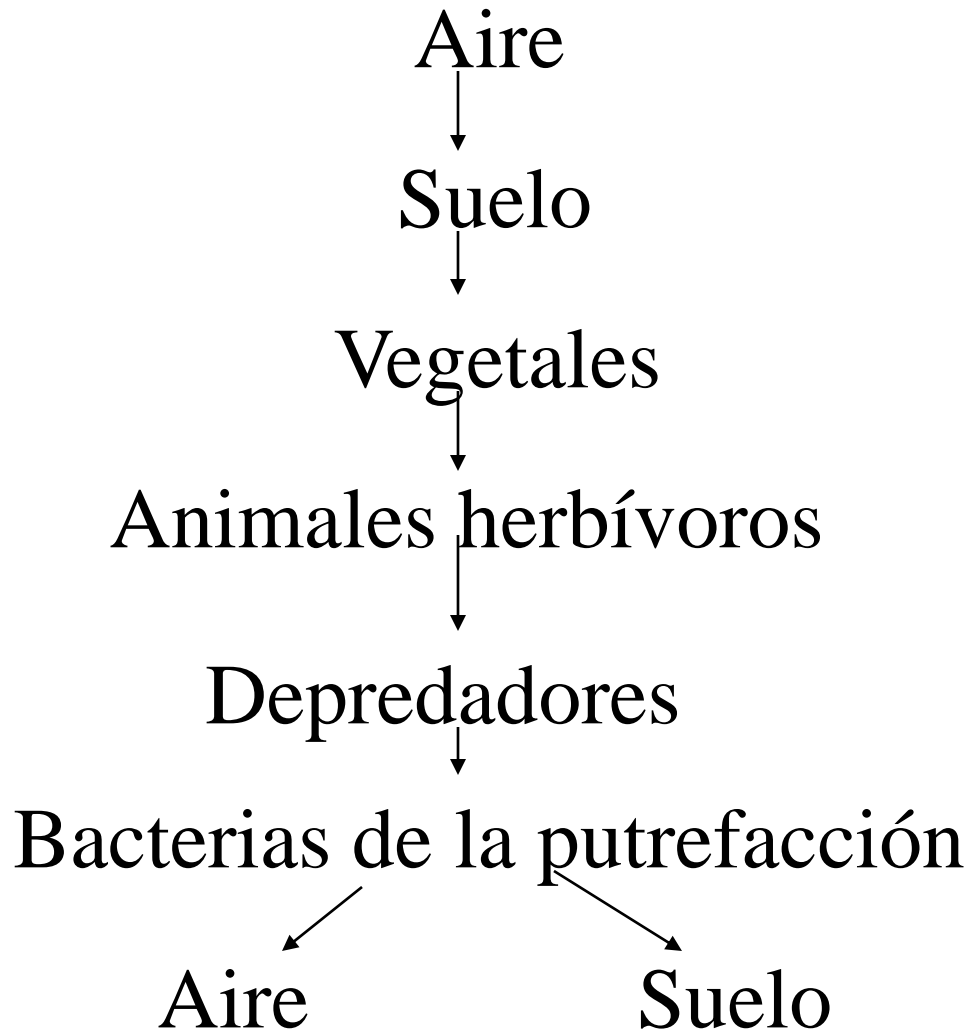 Aire
Suelo
Vegetales
Animales herbívoros
Depredadores
Bacterias de la putrefacción
Aire Suelo